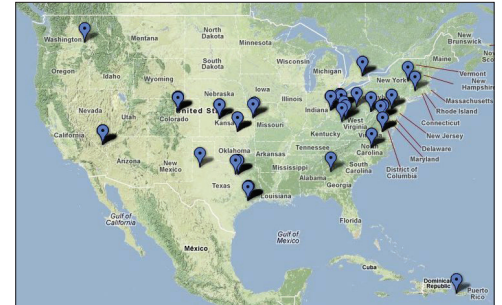 North
Dakota
Montana
Minnesota
Washington
New
Brunswick
Maine
South
Dakota
Wisconsin
Michigan
Oregon
Idaho
Wyoming
New York
Vermont
New
Hampshire
Massachusetts
Rhode Island
Connecticut
New Jersey
Delaware
Maryland
District of
Columbia
Nebraska
Iowa
Illinois
Indiana
Nevada
Utah
Colorado
United St
Kansas
Missouri
West
Virginia
Kentucky
California
Arizona
New
Mexico
Oklahoma
Arkansas
North
Carolina
South
Carolina
Mississippi
Alabama
Georgia
Texas
Louisiana
Florida
Gulf of
California
Gulf of
Mexico
México
Cuba
Dominican
Republic
Puerto
Rico